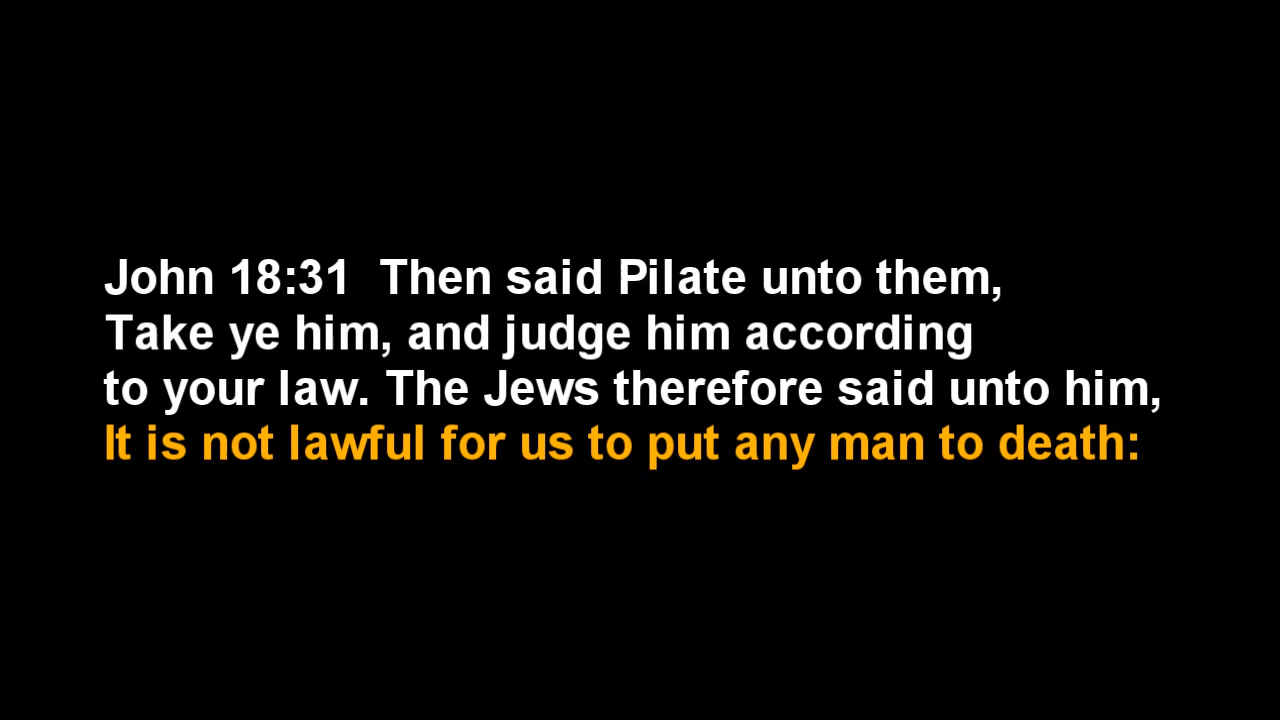 John 18:31  Then said Pilate unto them,
Take ye him, and judge him according
to your law. The Jews therefore said unto him,
It is not lawful for us to put any man to death: